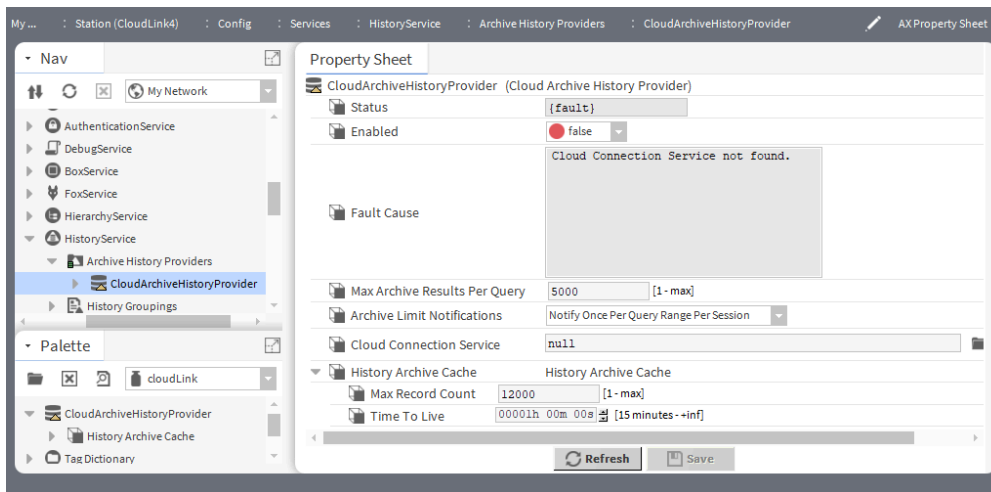 My ... : Station (CloudLink4) : Config : Services : HistoryService : Archive History Providers : CloudArchiveHistoryProvider AX Property Sheet
Nav
My Network
AuthenticationService
DebugService
BoxService
FoxService
HierarchyService
HistoryService
Archive History Providers
CloudArchiveHistoryProvider
History Groupings
Palette
cloudLink
CloudArchiveHistoryProvider
History Archive Cache
Tag Dictionary
Property Sheet
CloudArchiveHistoryProvider (Cloud Archive History Provider)
Status {fault}
Enabled false
Fault Cause Cloud Connection Service not found.
Max Archive Results Per Query 5000 [1 - max]
Archive Limit Notifications Notify Once Per Query Range Per Session
Cloud Connection Service null
History Archive Cache History Archive Cache
Max Record Count 12000 [1 - max]
Time To Live 00001h 00m 00s [15 minutes - +inf]
Refresh Save